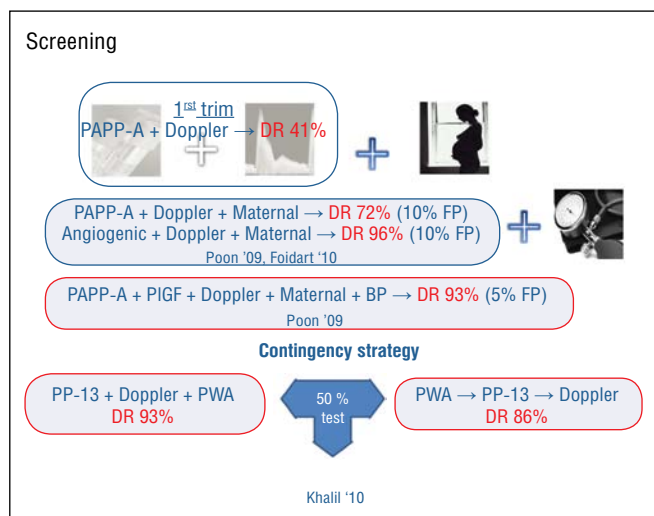 Screening
1rst trim
PAPP-A + Doppler → DR 41%
PAPP-A + Doppler + Maternal → DR 72% (10% FP)
Angiogenic + Doppler + Maternal → DR 96% (10% FP)
Poon '09, Foidart '10
PAPP-A + PIGF + Doppler + Maternal + BP → DR 93% (5% FP)
Poon '09
Contingency strategy
PP-13 + Doppler + PWA
DR 93%
50 %
test
PWA → PP-13 → Doppler
DR 86%
Khalil '10